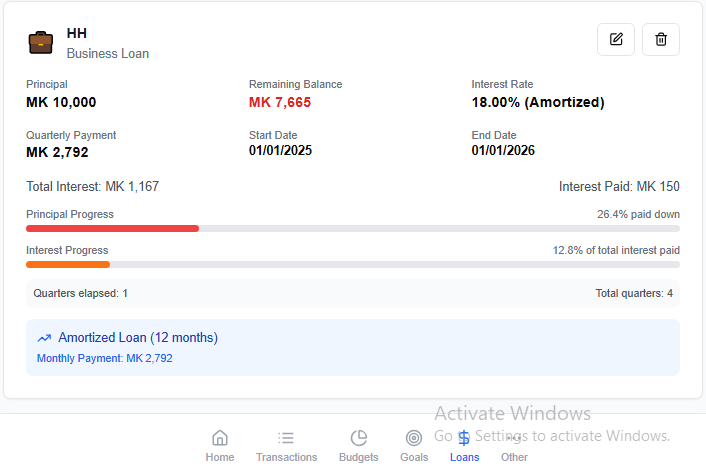 HH
Business Loan
Principal
MK 10,000
Remaining Balance
MK 7,665
Interest Rate
18.00% (Amortized)
Quarterly Payment
MK 2,792
Start Date
01/01/2025
End Date
01/01/2026
Total Interest: MK 1,167
Interest Paid: MK 150
Principal Progress
26.4% paid down
Interest Progress
12.8% of total interest paid
Quarters elapsed: 1
Total quarters: 4
Amortized Loan (12 months)
Monthly Payment: MK 2,792
Activate Windows
Go to Settings to activate Windows.
Home
Transactions
Budgets
Goals
Loans
Other